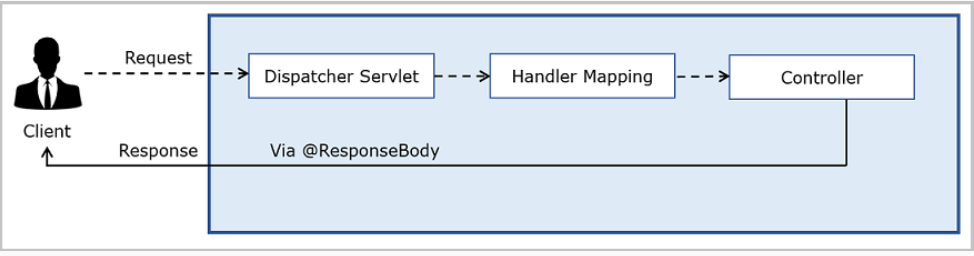 Request
Dispatcher Servlet
Handler Mapping
Controller
Client
Response
Via @ResponseBody